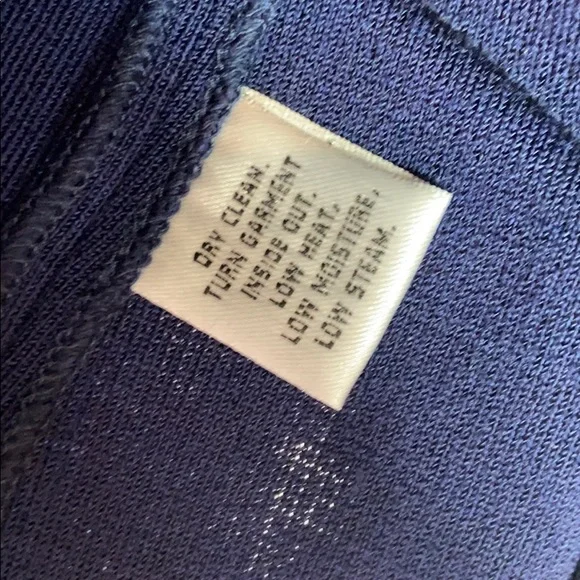 DRY CLEAN.
TURN GARMENT
INSIDE OUT.
LOW HEAT.
LOW MOISTURE.
LOW STEAM.